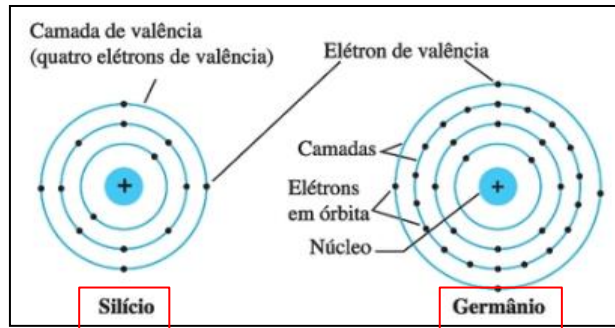 Camada de valência
(quatro elétrons de valência)
Elétron de valência
Camadas
Elétrons
em órbita
Núcleo
+
+
Silício
Germânio